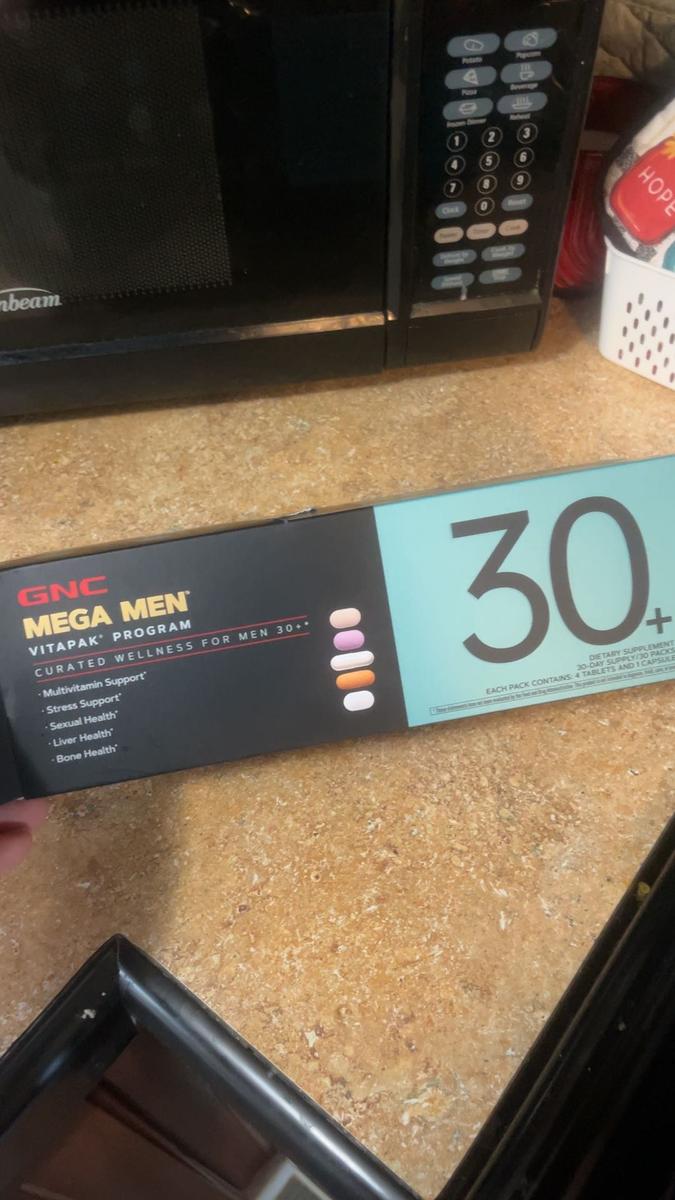 Potato Popcorn
Pizza Beverage
Frozen Dinner Reheat
1 2 3
4 5 6
7 8 9
Clock 0 Reset
HOPE
nbeam
GNC
MEGA MEN®
VITAPAK® PROGRAM
CURATED WELLNESS FOR MEN 30+*
· Multivitamin Support*
· Stress Support*
· Sexual Health*
· Liver Health*
· Bone Health*
30+
DIETARY SUPPLEMENT
30-DAY SUPPLY/30 PACKS
EACH PACK CONTAINS: 4 TABLETS AND 1 CAPSULE